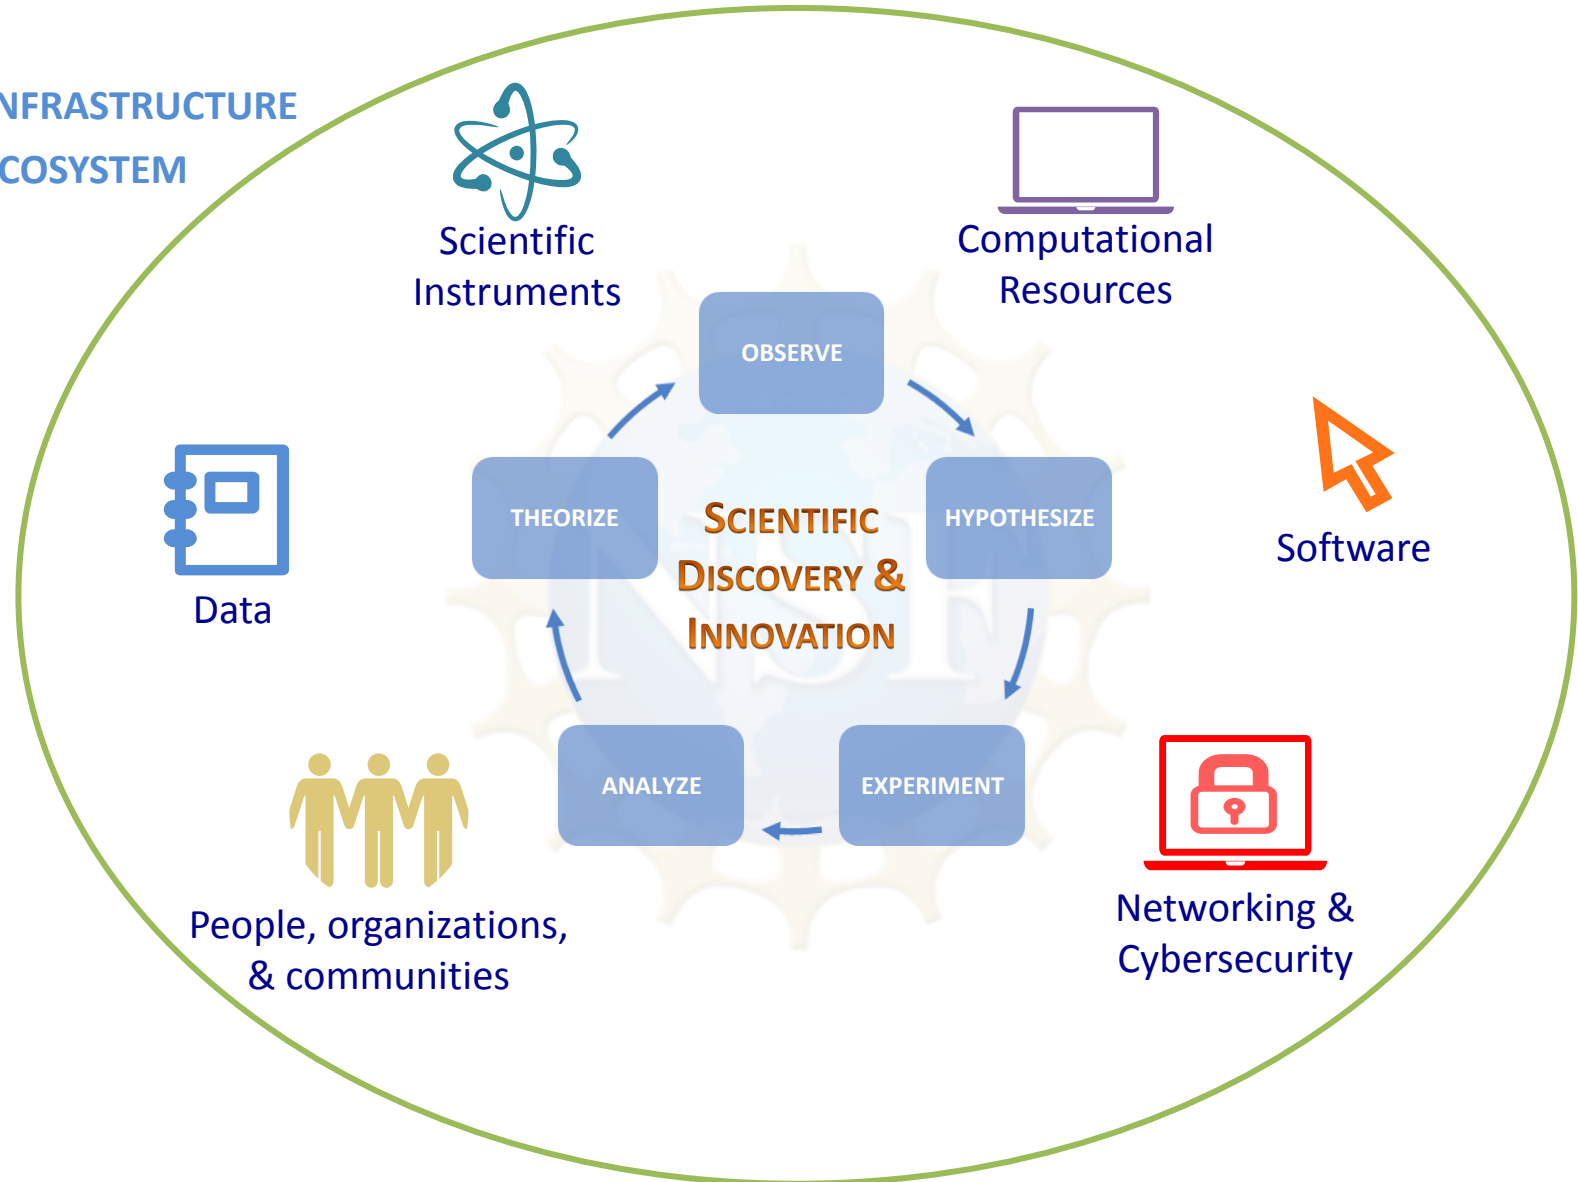 NFRASTRUCTURE
COSYSTEM
Scientific
Instruments
Computational
Resources
OBSERVE
THEORIZE
SCIENTIFIC
DISCOVERY &
INNOVATION
HYPOTHESIZE
Software
Data
ANALYZE
EXPERIMENT
People, organizations,
& communities
Networking &
Cybersecurity
NSF